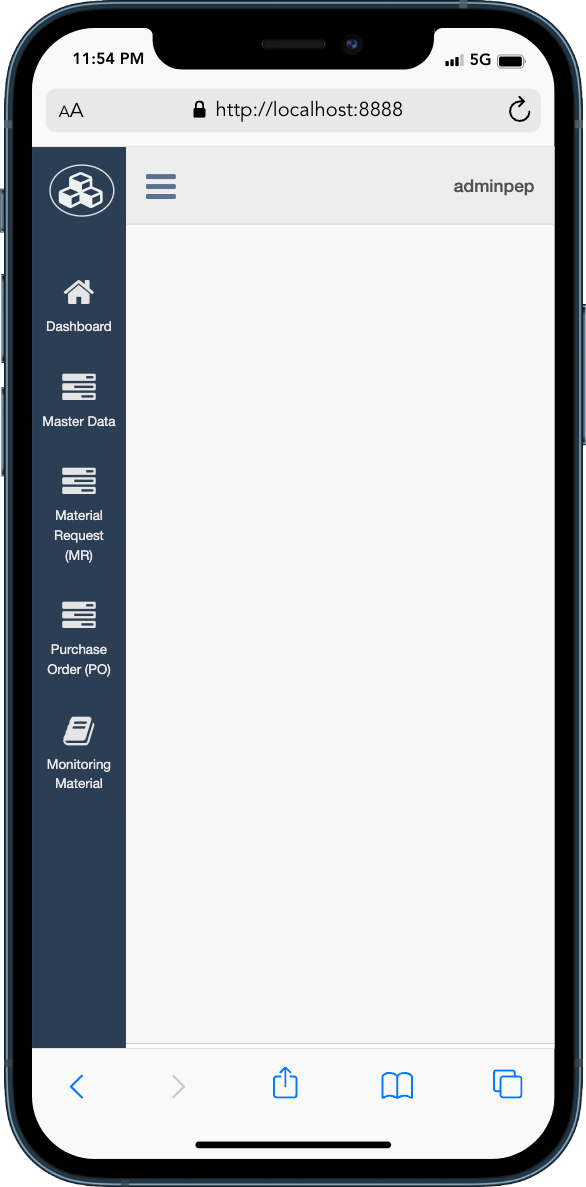 11:54 PM
5G
AA
http://localhost:8888
adminpep
Dashboard
Master Data
Material
Request
(MR)
Purchase
Order (PO)
Monitoring
Material